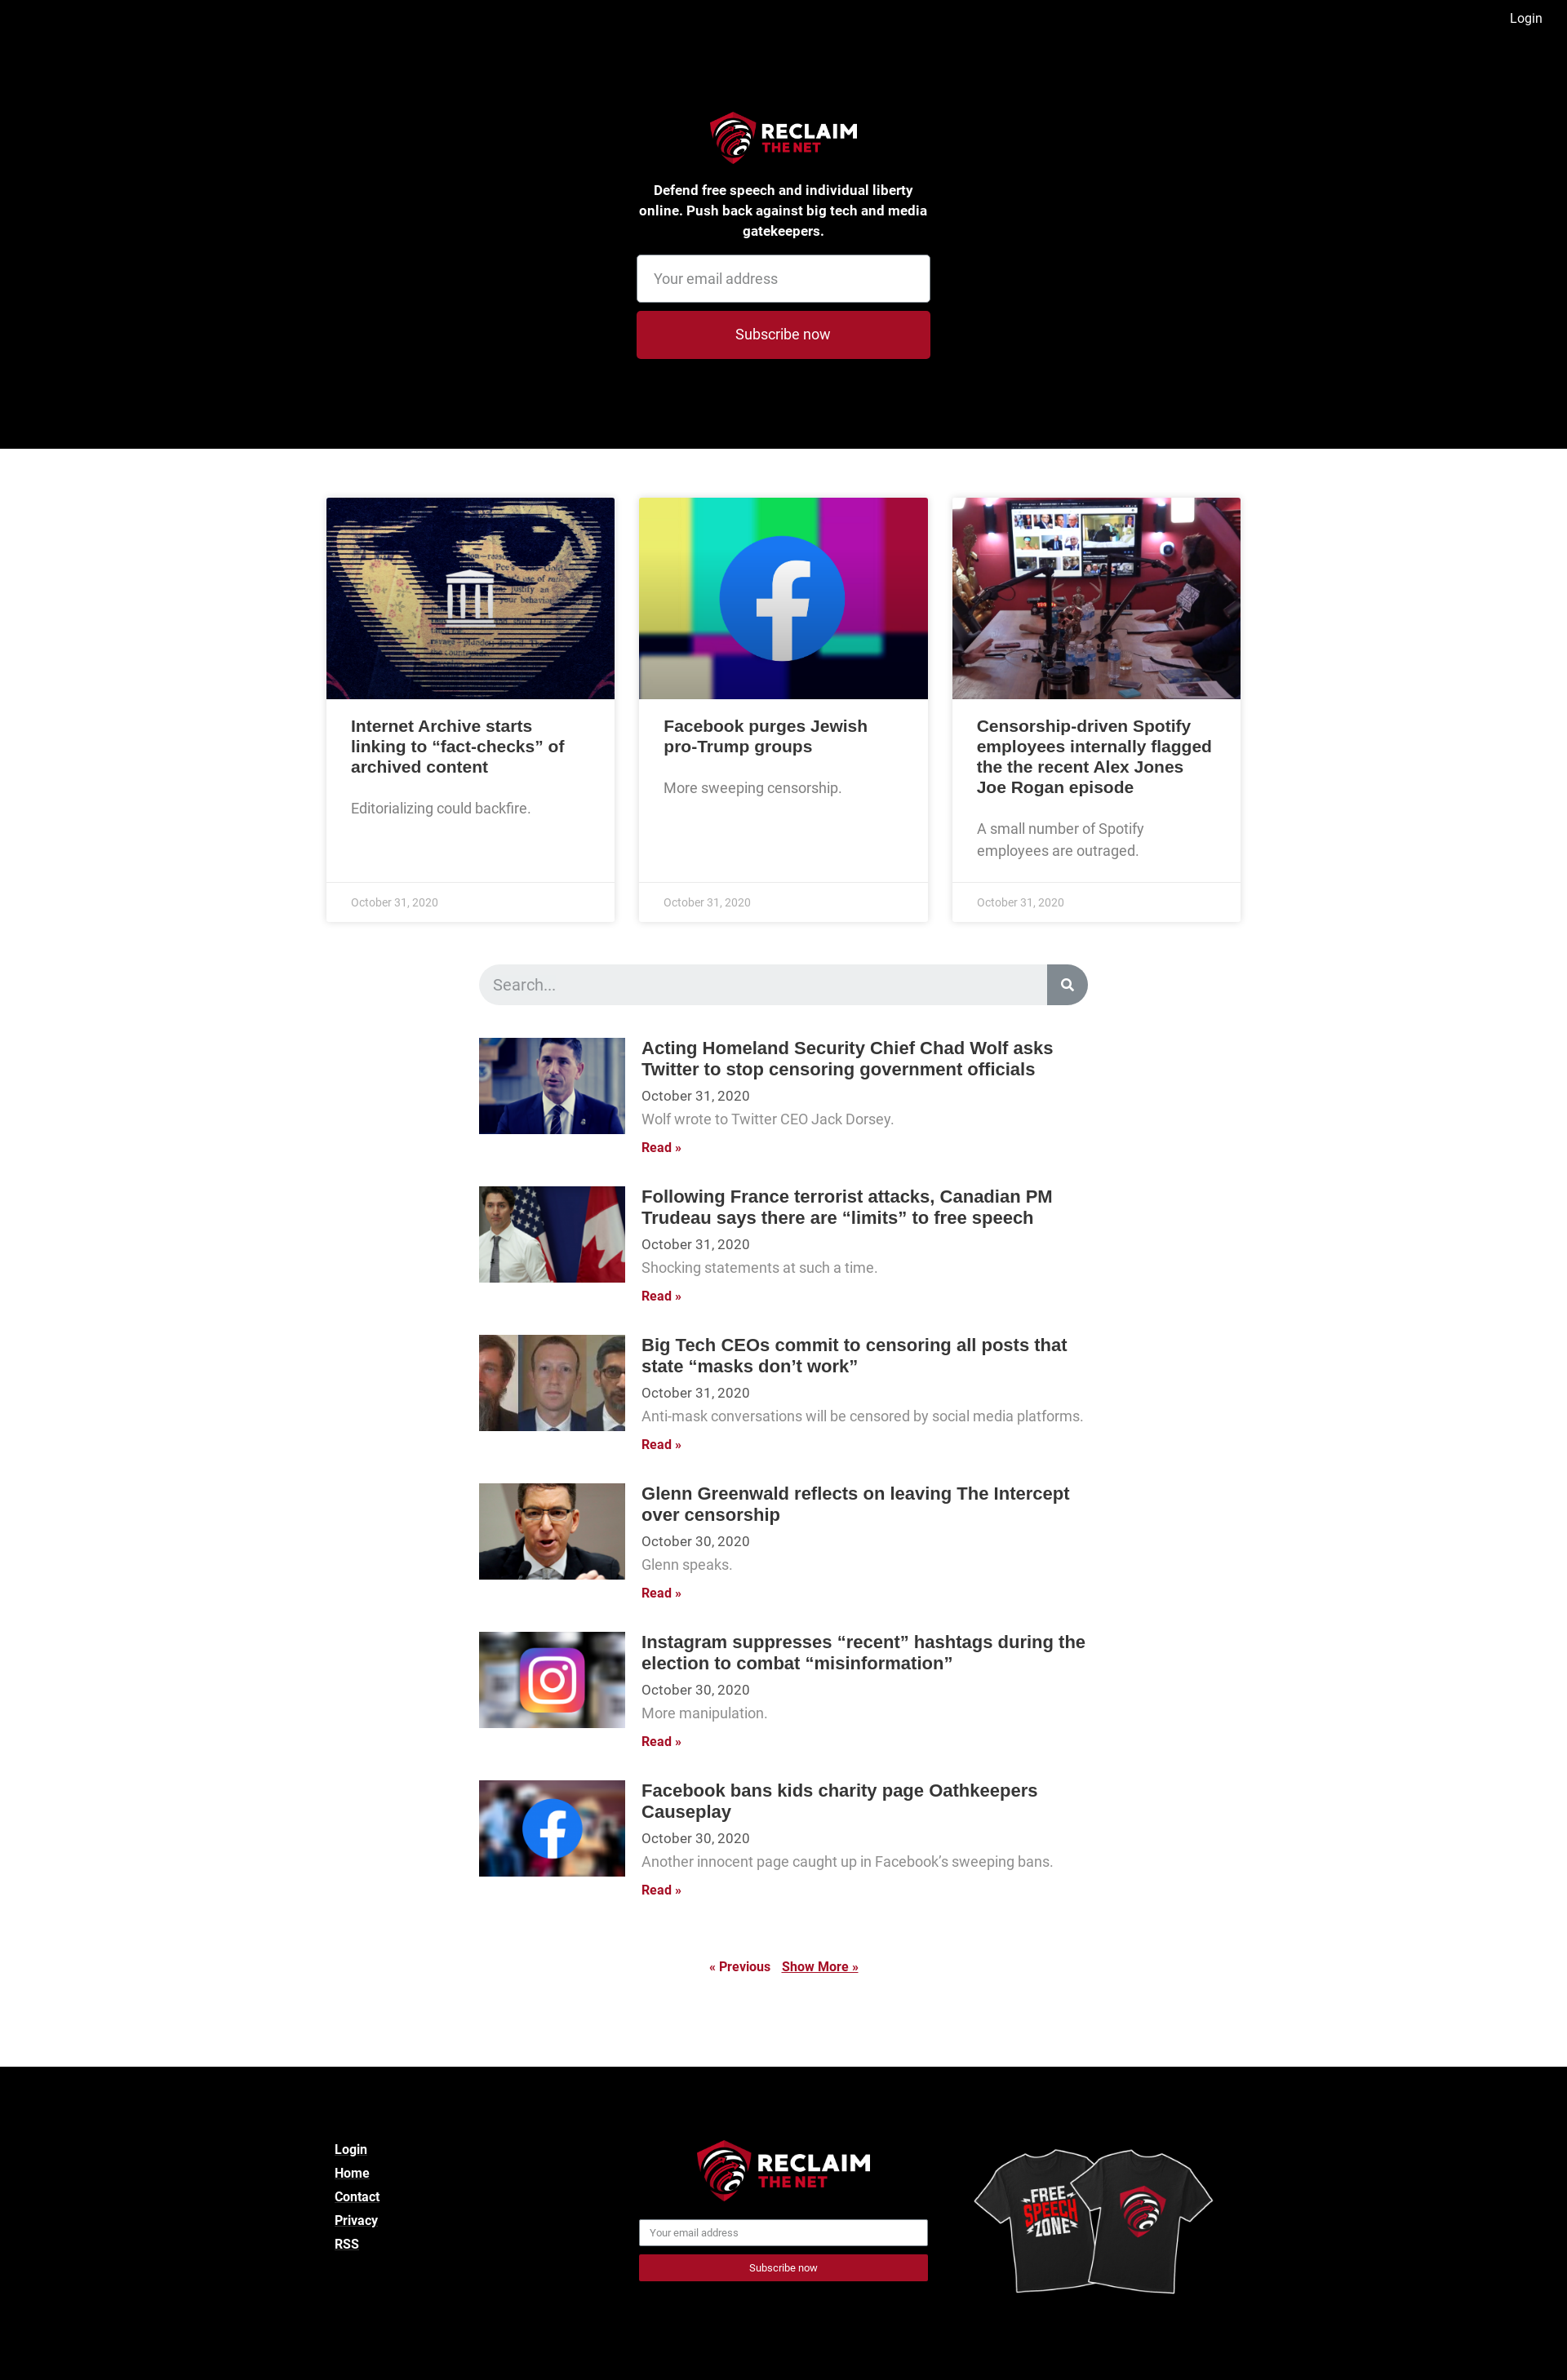 Login
RECLAIM
THE NET
Defend free speech and individual liberty
online. Push back against big tech and media
gatekeepers.
Your email address
Subscribe now
Internet Archive starts
linking to “fact-checks” of
archived content
Editorializing could backfire.
October 31, 2020
Facebook purges Jewish
pro-Trump groups
More sweeping censorship.
October 31, 2020
Censorship-driven Spotify
employees internally flagged
the the recent Alex Jones
Joe Rogan episode
A small number of Spotify
employees are outraged.
October 31, 2020
Search...
Acting Homeland Security Chief Chad Wolf asks
Twitter to stop censoring government officials
October 31, 2020
Wolf wrote to Twitter CEO Jack Dorsey.
Read »
Following France terrorist attacks, Canadian PM
Trudeau says there are “limits” to free speech
October 31, 2020
Shocking statements at such a time.
Read »
Big Tech CEOs commit to censoring all posts that
state “masks don’t work”
October 31, 2020
Anti-mask conversations will be censored by social media platforms.
Read »
Glenn Greenwald reflects on leaving The Intercept
over censorship
October 30, 2020
Glenn speaks.
Read »
Instagram suppresses “recent” hashtags during the
election to combat “misinformation”
October 30, 2020
More manipulation.
Read »
Facebook bans kids charity page Oathkeepers
Causeplay
October 30, 2020
Another innocent page caught up in Facebook’s sweeping bans.
Read »
« Previous Show More »
Login
Home
Contact
Privacy
RSS
RECLAIM
THE NET
Your email address
Subscribe now
FREE
SPEECH
ZONE